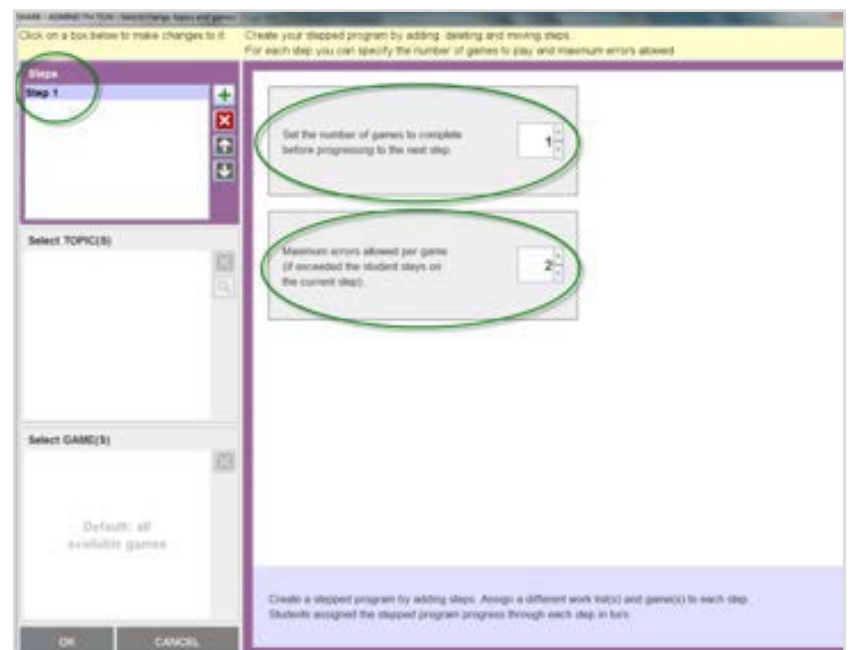 Click on a box below to make changes to it.
Create your stepped program by adding, deleting and moving steps.
For each step you can specify the number of games to play and maximum errors allowed
Steps
Step 1
Set the number of games to complete
before progressing to the next step.
1
Select TOPIC(S)
Maximum errors allowed per game
(if exceeded the student stays on
the current step).
2
Select GAME(S)
Default: all
available games
Create a stepped program by adding steps. Assign a different work list(s) and game(s) to each step.
Students assigned the stepped program progress through each step in turn.
OK
CANCEL